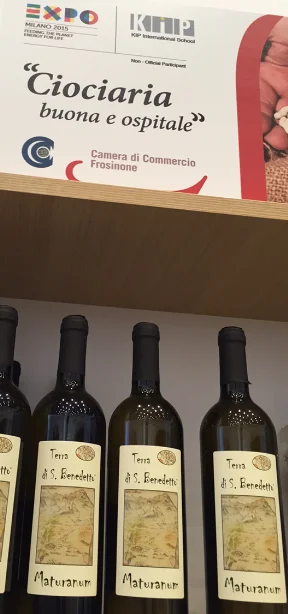 EXPO
MILANO 2015
FEEDING THE PLANET
ENERGY FOR LIFE
KIP
KIP International School
Non - Official Participant
"Ciociaria
buona e ospitale"
Camera di Commercio
Frosinone
Terra
di S. Benedetto
Maturanum
Terra
di S. Benedetto
Maturanum
Terra
di S. Benedetto
Maturanum